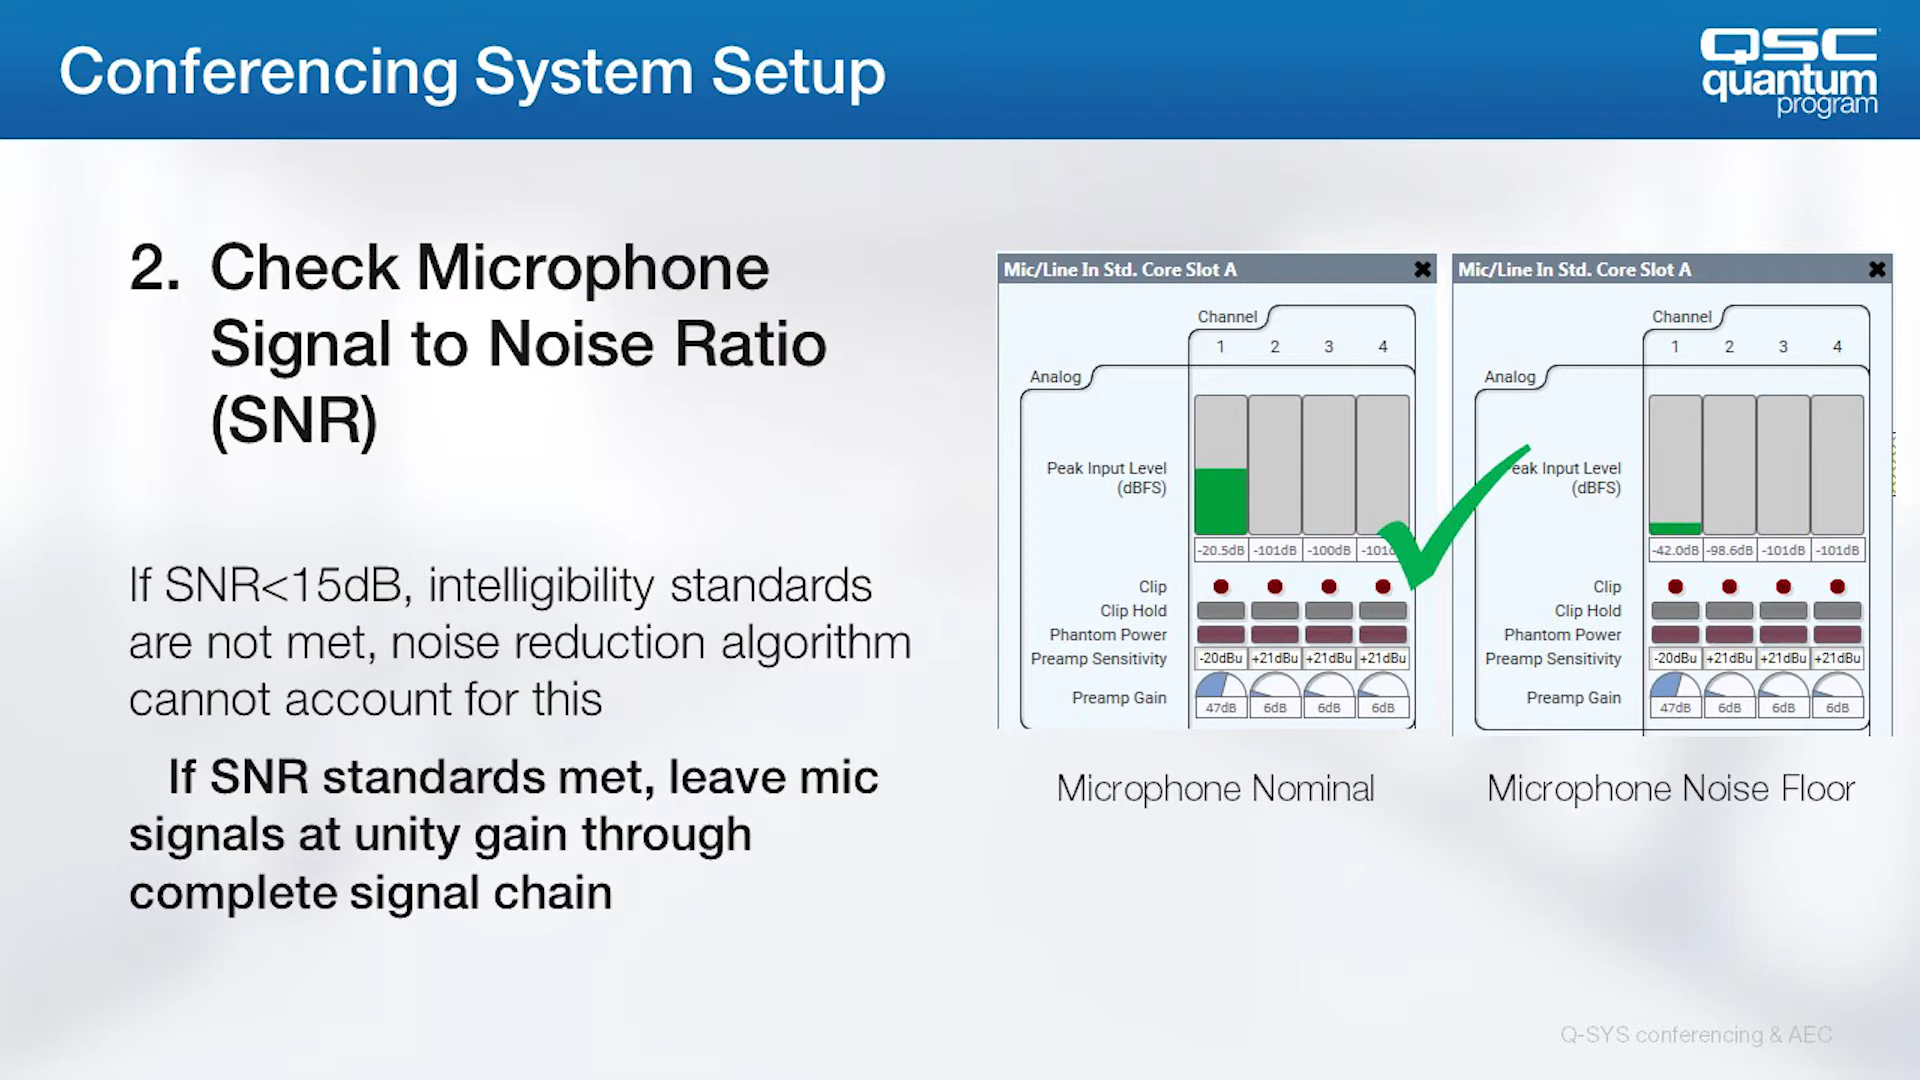 Conferencing System Setup
QSC
quantum
program
2. Check Microphone
Signal to Noise Ratio
(SNR)
If SNR<15dB, intelligibility standards
are not met, noise reduction algorithm
cannot account for this
If SNR standards met, leave mic
signals at unity gain through
complete signal chain
Mic/Line In Std. Core Slot A
Channel
1 2 3 4
Analog
Peak Input Level
(dBFS)
-20.5dB -101dB -100dB
Clip
Clip Hold
Phantom Power
Preamp Sensitivity -20dBu +21dBu +21dBu +21dBu
Preamp Gain 47dB 6dB 6dB 6dB
Microphone Nominal
Mic/Line In Std. Core Slot A
Channel
1 2 3 4
Analog
eak Input Level
(dBFS)
-42.0dB -98.6dB -101dB -101dB
Clip
Clip Hold
Phantom Power
Preamp Sensitivity -20dBu +21dBu +21dBu +21dBu
Preamp Gain 47dB 6dB 6dB 6dB
Microphone Noise Floor
Q-SYS conferencing & AEC